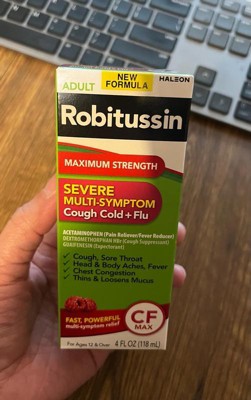 ADULT
NEW
FORMULA
HALEON
Robitussin
MAXIMUM STRENGTH
SEVERE
MULTI-SYMPTOM
Cough Cold + Flu
ACETAMINOPHEN (Pain Reliever/Fever Reducer)
DEXTROMETHORPHAN HBr (Cough Suppressant)
GUAIFENESIN (Expectorant)
✓ Cough, Sore Throat
✓ Head & Body Aches, Fever
✓ Chest Congestion
✓ Thins & Loosens Mucus
FAST, POWERFUL
multi-symptom relief
CF
MAX
For Ages 12 & Over
4 FL OZ (118 mL)